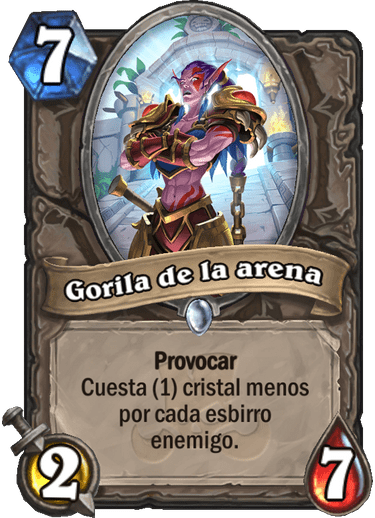 7
Gorila de la arena
Provocar
Cuesta (1) cristal menos
por cada esbirro
enemigo.
2
7